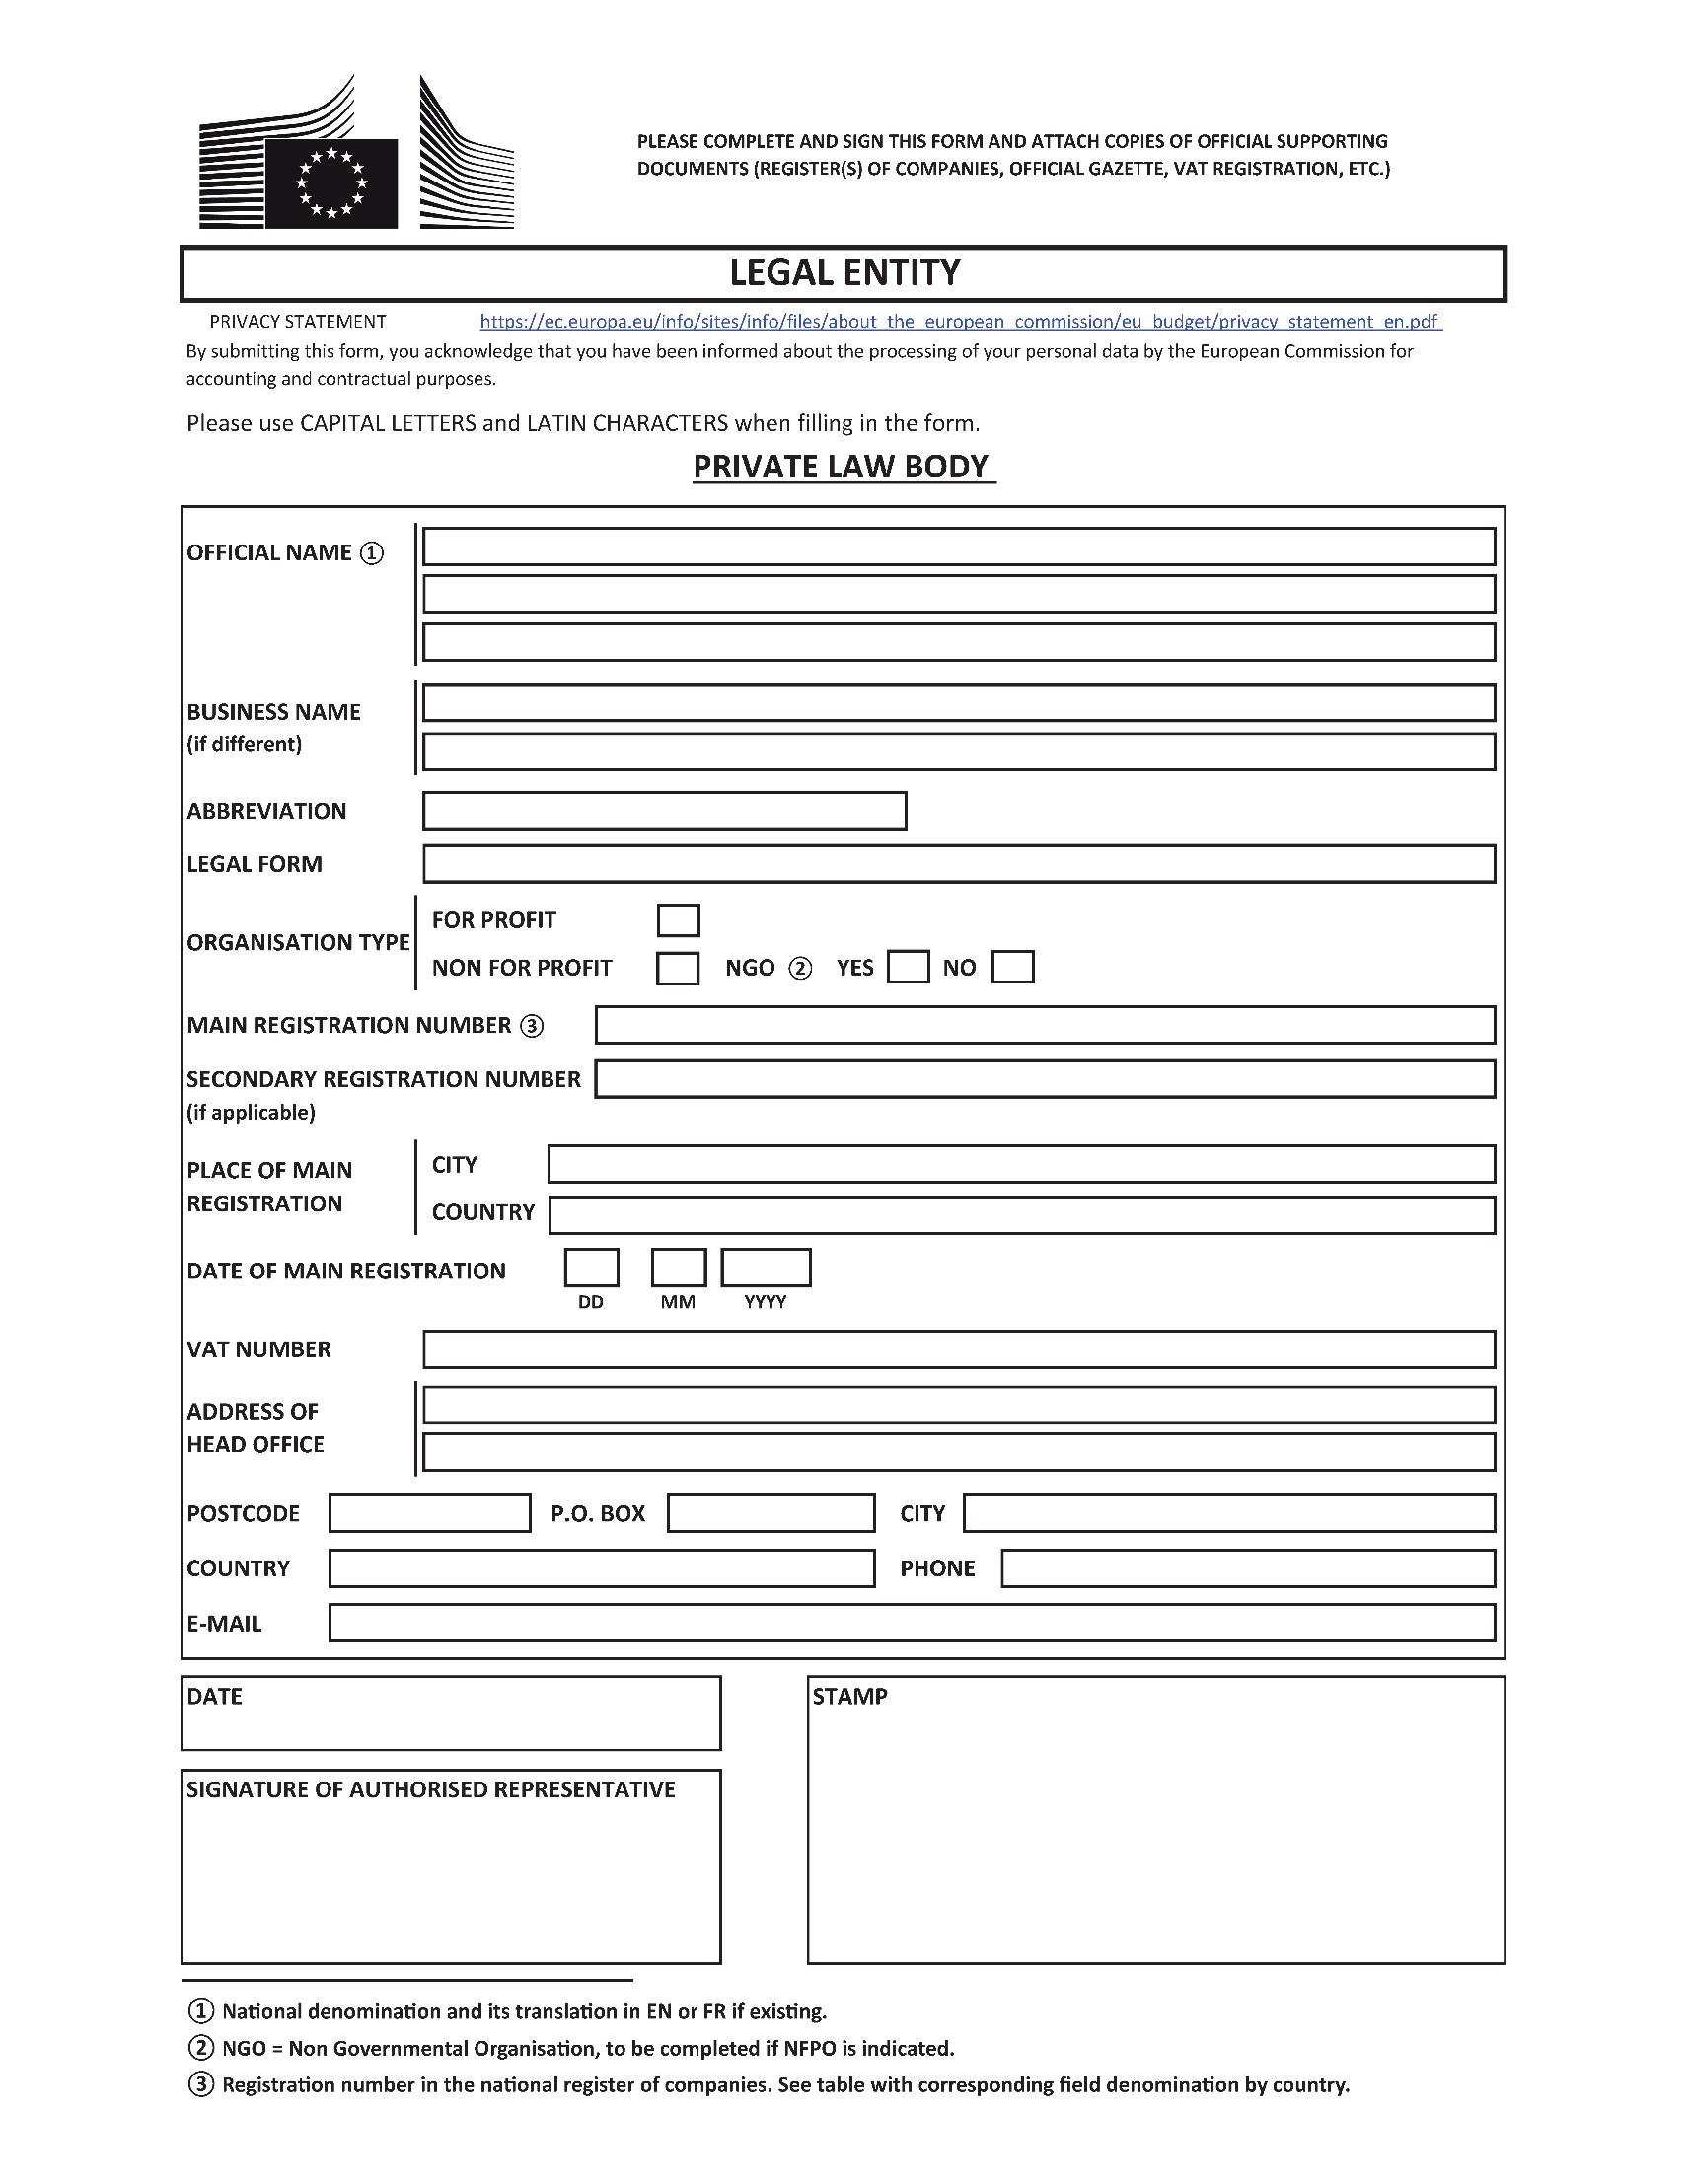 PLEASE COMPLETE AND SIGN THIS FORM AND ATTACH COPIES OF OFFICIAL SUPPORTING
DOCUMENTS (REGISTER(S) OF COMPANIES, OFFICIAL GAZETTE, VAT REGISTRATION, ETC.)
LEGAL ENTITY
PRIVACY STATEMENT https://ec.europa.eu/info/sites/info/files/about_the_european_commission/eu_budget/privacy_statement_en.pdf
By submitting this form, you acknowledge that you have been informed about the processing of your personal data by the European Commission for
accounting and contractual purposes.
Please use CAPITAL LETTERS and LATIN CHARACTERS when filling in the form.
PRIVATE LAW BODY
OFFICIAL NAME ①
BUSINESS NAME
(if different)
ABBREVIATION
LEGAL FORM
ORGANISATION TYPE
FOR PROFIT
NON FOR PROFIT NGO ② YES NO
MAIN REGISTRATION NUMBER ③
SECONDARY REGISTRATION NUMBER
(if applicable)
PLACE OF MAIN
REGISTRATION
CITY
COUNTRY
DATE OF MAIN REGISTRATION
DD MM YYYY
VAT NUMBER
ADDRESS OF
HEAD OFFICE
POSTCODE P.O. BOX CITY
COUNTRY PHONE
E-MAIL
DATE
STAMP
SIGNATURE OF AUTHORISED REPRESENTATIVE
① National denomination and its translation in EN or FR if existing.
② NGO = Non Governmental Organisation, to be completed if NFPO is indicated.
③ Registration number in the national register of companies. See table with corresponding field denomination by country.